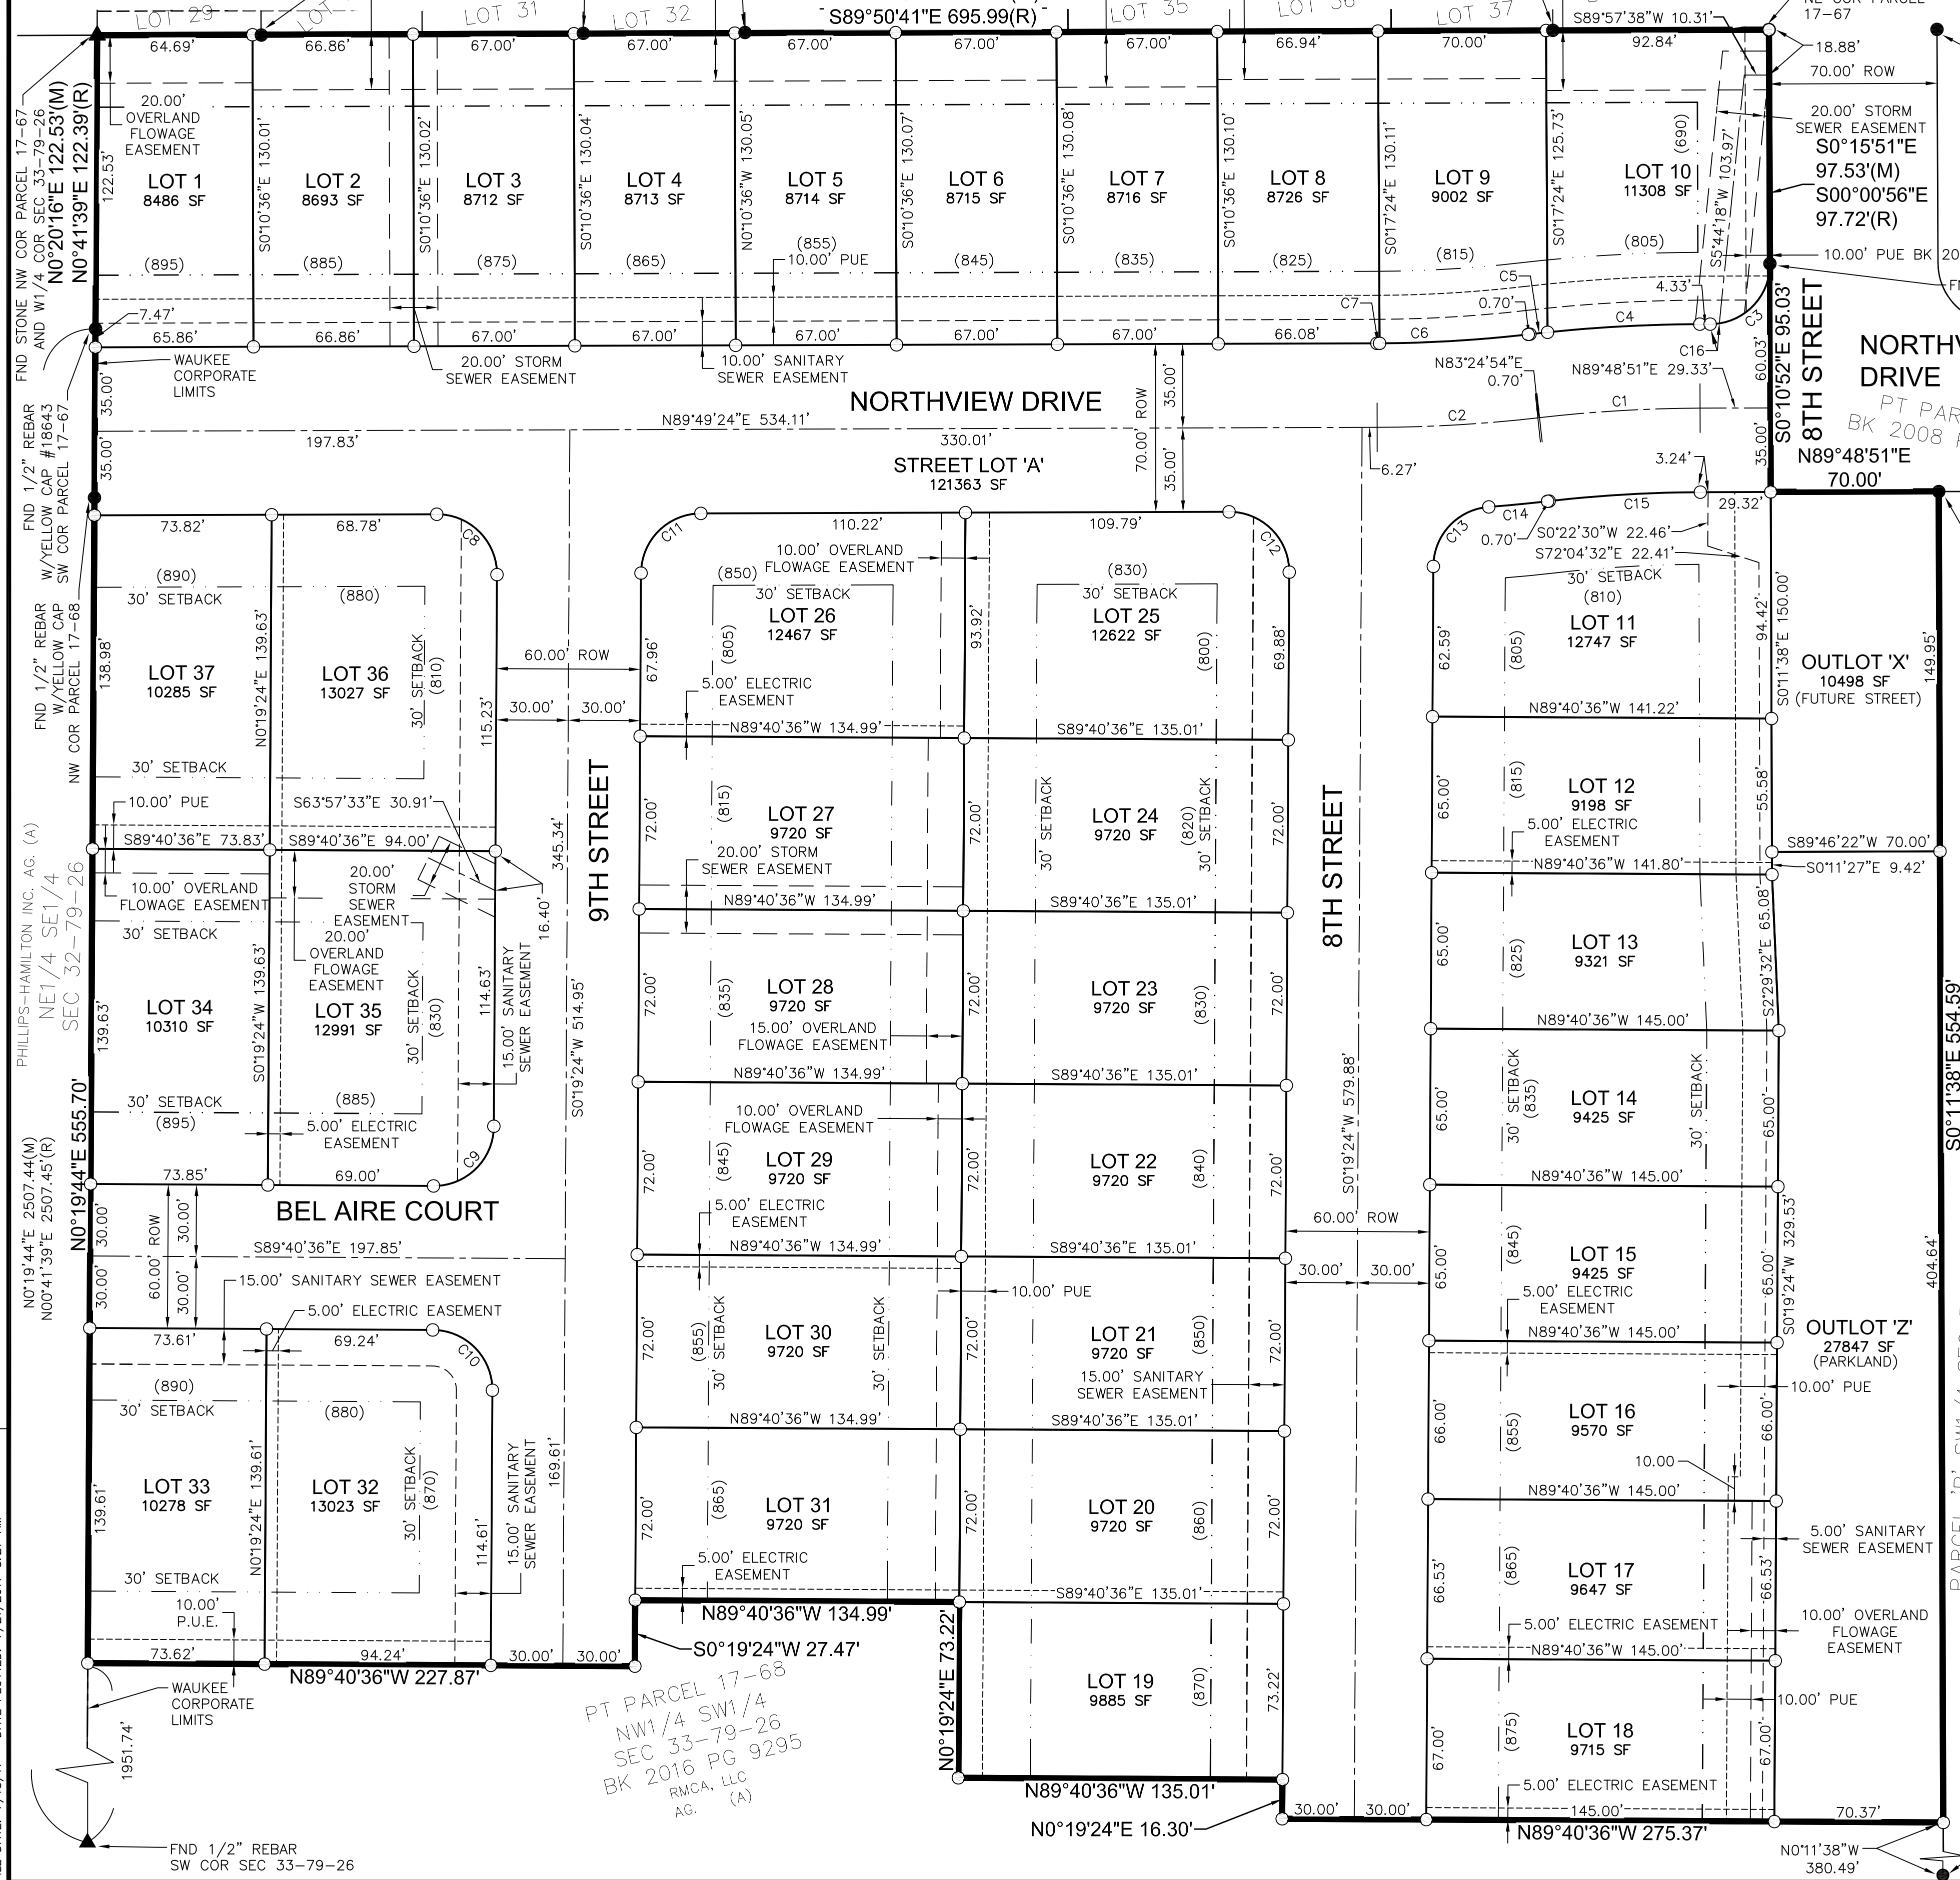 LOT 29
LOT 31
LOT 32
S89°50'41"E 695.99(R)
LOT 35
LOT 37
S89°57'38"W 10.31'
17-67
64.69'
66.86'
67.00'
67.00'
67.00'
67.00'
67.00'
66.94'
70.00'
92.84'
18.88'
70.00' ROW
FND STONE NW COR PARCEL 17-67
AND W1/4 COR SEC 33-79-26
N0°20'16"E 122.53'(M)
N0°41'39"E 122.39'(R)
122.53'
20.00'
OVERLAND
FLOWAGE
EASEMENT
S0°10'36"E 130.01'
S0°10'36"E 130.02'
S0°10'36"E 130.04'
N0°10'36"W 130.05'
S0°10'36"E 130.07'
S0°10'36"E 130.08'
S0°10'36"E 130.10'
S0°17'24"E 130.11'
S0°17'24"E 125.73'
(690)
S5°44'18"W 103.97'
20.00' STORM
SEWER EASEMENT
S0°15'51"E
97.53'(M)
S00°00'56"E
97.72'(R)
LOT 1
8486 SF
LOT 2
8693 SF
LOT 3
8712 SF
LOT 4
8713 SF
LOT 5
8714 SF
LOT 6
8715 SF
LOT 7
8716 SF
LOT 8
8726 SF
LOT 9
9002 SF
LOT 10
11308 SF
(895)
(885)
(875)
(865)
(855)
10.00' PUE
(845)
(835)
(825)
(815)
(805)
10.00' PUE BK 20
7.47'
65.86'
66.86'
67.00'
67.00'
67.00'
67.00'
67.00'
66.08'
C7
C6
C5
0.70'
C4
4.33'
C3
C16
WAUKEE
CORPORATE
LIMITS
20.00' STORM
SEWER EASEMENT
10.00' SANITARY
SEWER EASEMENT
35.00'
35.00'
FND 1/2" REBAR
W/YELLOW CAP #18643
SW COR PARCEL 17-67
FND 1/2" REBAR
W/YELLOW CAP
NW COR PARCEL 17-68
NORTHVIEW DRIVE
N89°49'24"E 534.11'
197.83'
330.01'
STREET LOT 'A'
121363 SF
70.00' ROW
35.00'
35.00'
6.27'
N83°24'54"E
0.70'
C2
C1
N89°48'51"E 29.33'
60.03'
35.00'
S0°10'52"E 95.03'
8TH STREET
DRIVE
BK 2008
N89°48'51"E
70.00'
3.24'
73.82'
68.78'
C8
C11
110.22'
109.79'
C12
C13
C14
0.70'
C15
29.32'
S0°22'30"W 22.46'
S72°04'32"E 22.41'
(890)
30' SETBACK
(880)
138.98'
LOT 37
10285 SF
N0°19'24"E 139.63'
LOT 36
13027 SF
30' SETBACK
(810)
115.23'
30' SETBACK
10.00' PUE
S63°57'33"E 30.91'
S89°40'36"E 73.83'
S89°40'36"E 94.00'
10.00' OVERLAND
FLOWAGE EASEMENT
20.00'
STORM
SEWER
EASEMENT
16.40'
20.00'
OVERLAND
FLOWAGE
EASEMENT
30' SETBACK
139.63'
LOT 34
10310 SF
S0°19'24"W 139.63'
LOT 35
12991 SF
30' SETBACK
(830)
114.63'
15.00' SANITARY
SEWER EASEMENT
30' SETBACK
(895)
(885)
5.00' ELECTRIC
EASEMENT
73.85'
69.00'
C9
PHILLIPS-HAMILTON INC. AG. (A)
NE1/4 SE1/4
SEC 32-79-26
N0°19'44"E 555.70'
N0°19'44"E 2507.44(M)
N00°41'39"E 2507.45'(R)
BEL AIRE COURT
30.00'
30.00'
60.00' ROW
30.00'
30.00'
S89°40'36"E 197.85'
15.00' SANITARY SEWER EASEMENT
5.00' ELECTRIC EASEMENT
73.61'
69.24'
C10
(890)
30' SETBACK
(880)
139.61'
LOT 33
10278 SF
N0°19'24"E 139.61'
LOT 32
13023 SF
30' SETBACK
(870)
114.61'
15.00' SANITARY
SEWER EASEMENT
169.61'
30' SETBACK
10.00'
P.U.E.
73.62'
94.24'
30.00'
30.00'
N89°40'36"W 227.87'
WAUKEE
CORPORATE
LIMITS
1951.74'
FND 1/2" REBAR
SW COR SEC 33-79-26
60.00' ROW
30.00'
30.00'
345.34'
9TH STREET
S0°19'24"W 514.95'
67.96'
(850)
10.00' OVERLAND
FLOWAGE EASEMENT
30' SETBACK
LOT 26
12467 SF
(805)
93.92'
5.00' ELECTRIC
EASEMENT
N89°40'36"W 134.99'
(830)
30' SETBACK
LOT 25
12622 SF
(800)
69.88'
S89°40'36"E 135.01'
72.00'
(815)
LOT 27
9720 SF
20.00' STORM
SEWER EASEMENT
72.00'
30' SETBACK
LOT 24
9720 SF
(820)
30' SETBACK
72.00'
N89°40'36"W 134.99'
S89°40'36"E 135.01'
72.00'
(835)
LOT 28
9720 SF
15.00' OVERLAND
FLOWAGE EASEMENT
72.00'
LOT 23
9720 SF
(830)
72.00'
N89°40'36"W 134.99'
S89°40'36"E 135.01'
10.00' OVERLAND
FLOWAGE EASEMENT
72.00'
(845)
LOT 29
9720 SF
72.00'
LOT 22
9720 SF
(840)
72.00'
5.00' ELECTRIC
EASEMENT
N89°40'36"W 134.99'
S89°40'36"E 135.01'
10.00' PUE
72.00'
(855)
30' SETBACK
LOT 30
9720 SF
30' SETBACK
72.00'
LOT 21
9720 SF
(850)
72.00'
15.00' SANITARY
SEWER EASEMENT
N89°40'36"W 134.99'
S89°40'36"E 135.01'
72.00'
(865)
LOT 31
9720 SF
72.00'
LOT 20
9720 SF
(860)
72.00'
5.00' ELECTRIC
EASEMENT
S89°40'36"E 135.01'
N89°40'36"W 134.99'
S0°19'24"W 27.47'
N0°19'24"E 73.22'
LOT 19
9885 SF
(870)
73.22'
N89°40'36"W 135.01'
N0°19'24"E 16.30'
PT PARCEL 17-68
NW1/4 SW1/4
SEC 33-79-26
BK 2016 PG 9295
RMCA, LLC
AG. (A)
8TH STREET
S0°19'24"W 579.88'
60.00' ROW
30.00'
30.00'
30.00'
30.00'
62.59'
30' SETBACK
(810)
LOT 11
12747 SF
(805)
94.42'
S0°11'38"E 150.00'
N89°40'36"W 141.22'
OUTLOT 'X'
10498 SF
(FUTURE STREET)
149.95'
65.00'
(815)
LOT 12
9198 SF
5.00' ELECTRIC
EASEMENT
55.58'
N89°40'36"W 141.80'
S89°46'22"W 70.00'
S0°11'27"E 9.42'
65.00'
(825)
LOT 13
9321 SF
S2°29'32"E 65.08'
N89°40'36"W 145.00'
S0°11'38"E 554.59'
65.00'
30' SETBACK
(835)
LOT 14
9425 SF
30' SETBACK
65.00'
N89°40'36"W 145.00'
65.00'
(845)
LOT 15
9425 SF
65.00'
S0°19'24"W 329.53'
404.64'
5.00' ELECTRIC
EASEMENT
N89°40'36"W 145.00'
OUTLOT 'Z'
27847 SF
(PARKLAND)
10.00' PUE
66.00'
(855)
LOT 16
9570 SF
66.00'
10.00
N89°40'36"W 145.00'
5.00' SANITARY
SEWER EASEMENT
66.53'
(865)
LOT 17
9647 SF
66.53'
5.00' ELECTRIC EASEMENT
N89°40'36"W 145.00'
10.00' OVERLAND
FLOWAGE
EASEMENT
10.00' PUE
67.00'
(875)
LOT 18
9715 SF
67.00'
5.00' ELECTRIC EASEMENT
145.00'
70.37'
N89°40'36"W 275.37'
N0°11'38"W
380.49'